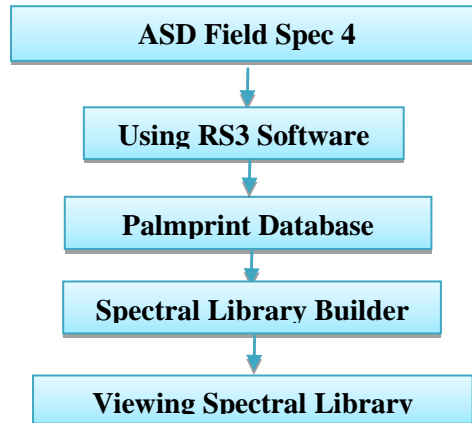 ASD Field Spec 4
Using RS3 Software
Palmprint Database
Spectral Library Builder
Viewing Spectral Library